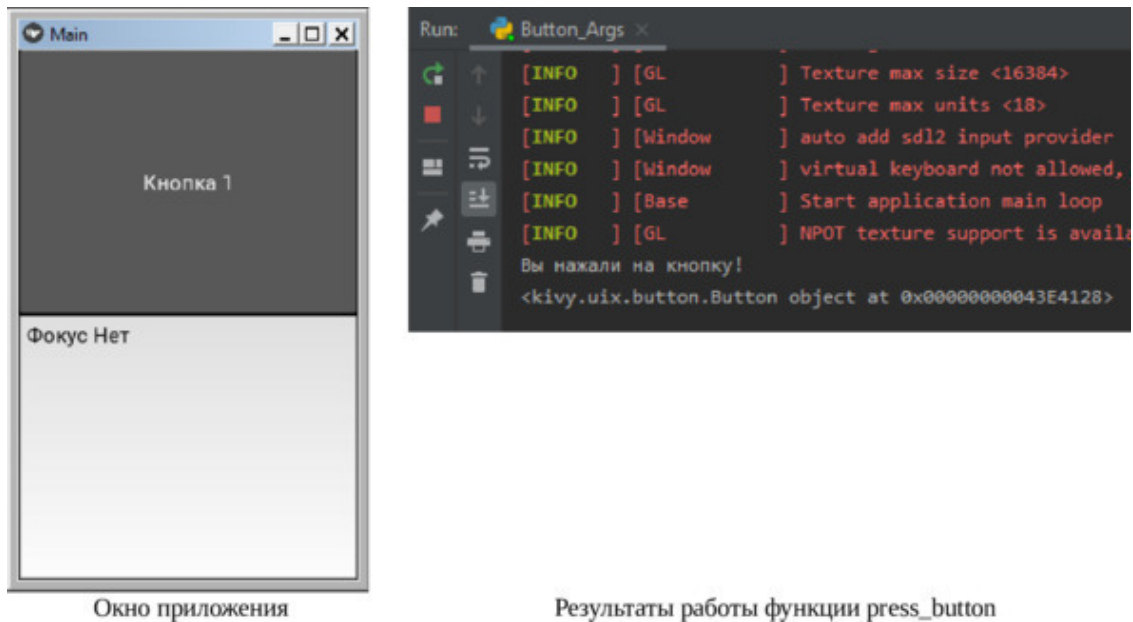 Main
Кнопка 1
Фокус Нет
Окно приложения
Run: Button_Args
[INFO ] [GL ] Texture max size <16384>
[INFO ] [GL ] Texture max units <18>
[INFO ] [Window ] auto add sdl2 input provider
[INFO ] [Window ] virtual keyboard not allowed,
[INFO ] [Base ] Start application main loop
[INFO ] [GL ] NPOT texture support is availa
Вы нажали на кнопку!
<kivy.uix.button.Button object at 0x00000000043E4128>
Результаты работы функции press_button